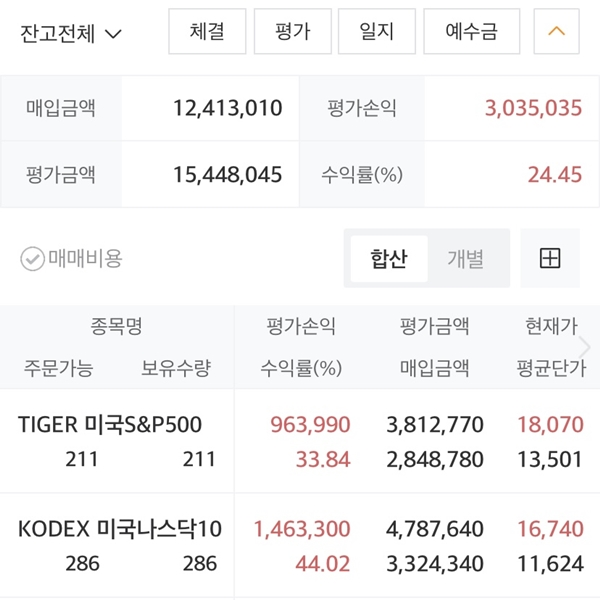 잔고전체 체결 평가 일지 예수금
매입금액 12,413,010 평가손익 3,035,035
평가금액 15,448,045 수익률(%) 24.45
매매비용 합산 개별
종목명 평가손익 평가금액 현재가
주문가능 보유수량 수익률(%) 매입금액 평균단가
TIGER 미국S&P500 963,990 3,812,770 18,070
211 211 33.84 2,848,780 13,501
KODEX 미국나스닥10 1,463,300 4,787,640 16,740
286 286 44.02 3,324,340 11,624